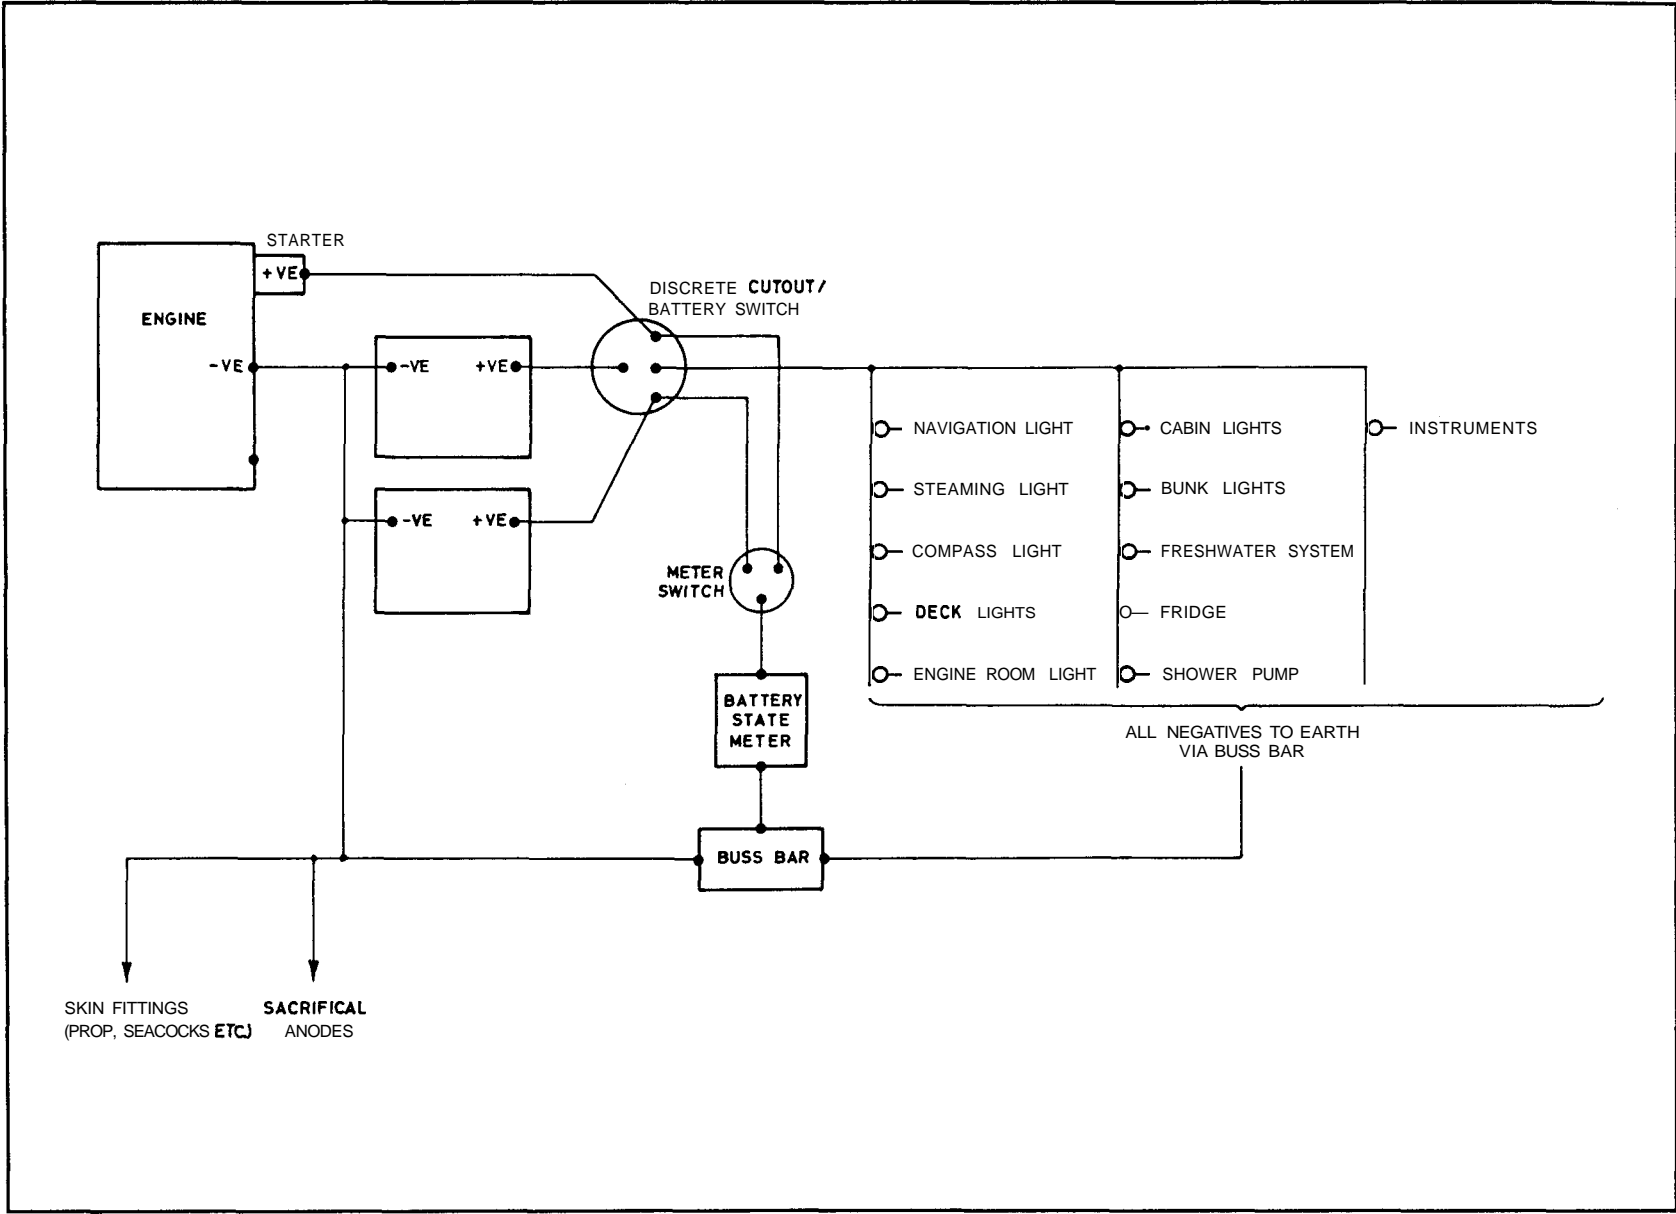 STARTER
+VE
ENGINE
-VE
DISCRETE CUTOUT/
BATTERY SWITCH
-VE +VE
-VE +VE
METER
SWITCH
BATTERY
STATE
METER
BUSS BAR
NAVIGATION LIGHT
STEAMING LIGHT
COMPASS LIGHT
DECK LIGHTS
ENGINE ROOM LIGHT
CABIN LIGHTS
BUNK LIGHTS
FRESHWATER SYSTEM
FRIDGE
SHOWER PUMP
INSTRUMENTS
ALL NEGATIVES TO EARTH
VIA BUSS BAR
SKIN FITTINGS
(PROP, SEACOCKS ETC.)
SACRIFICAL
ANODES